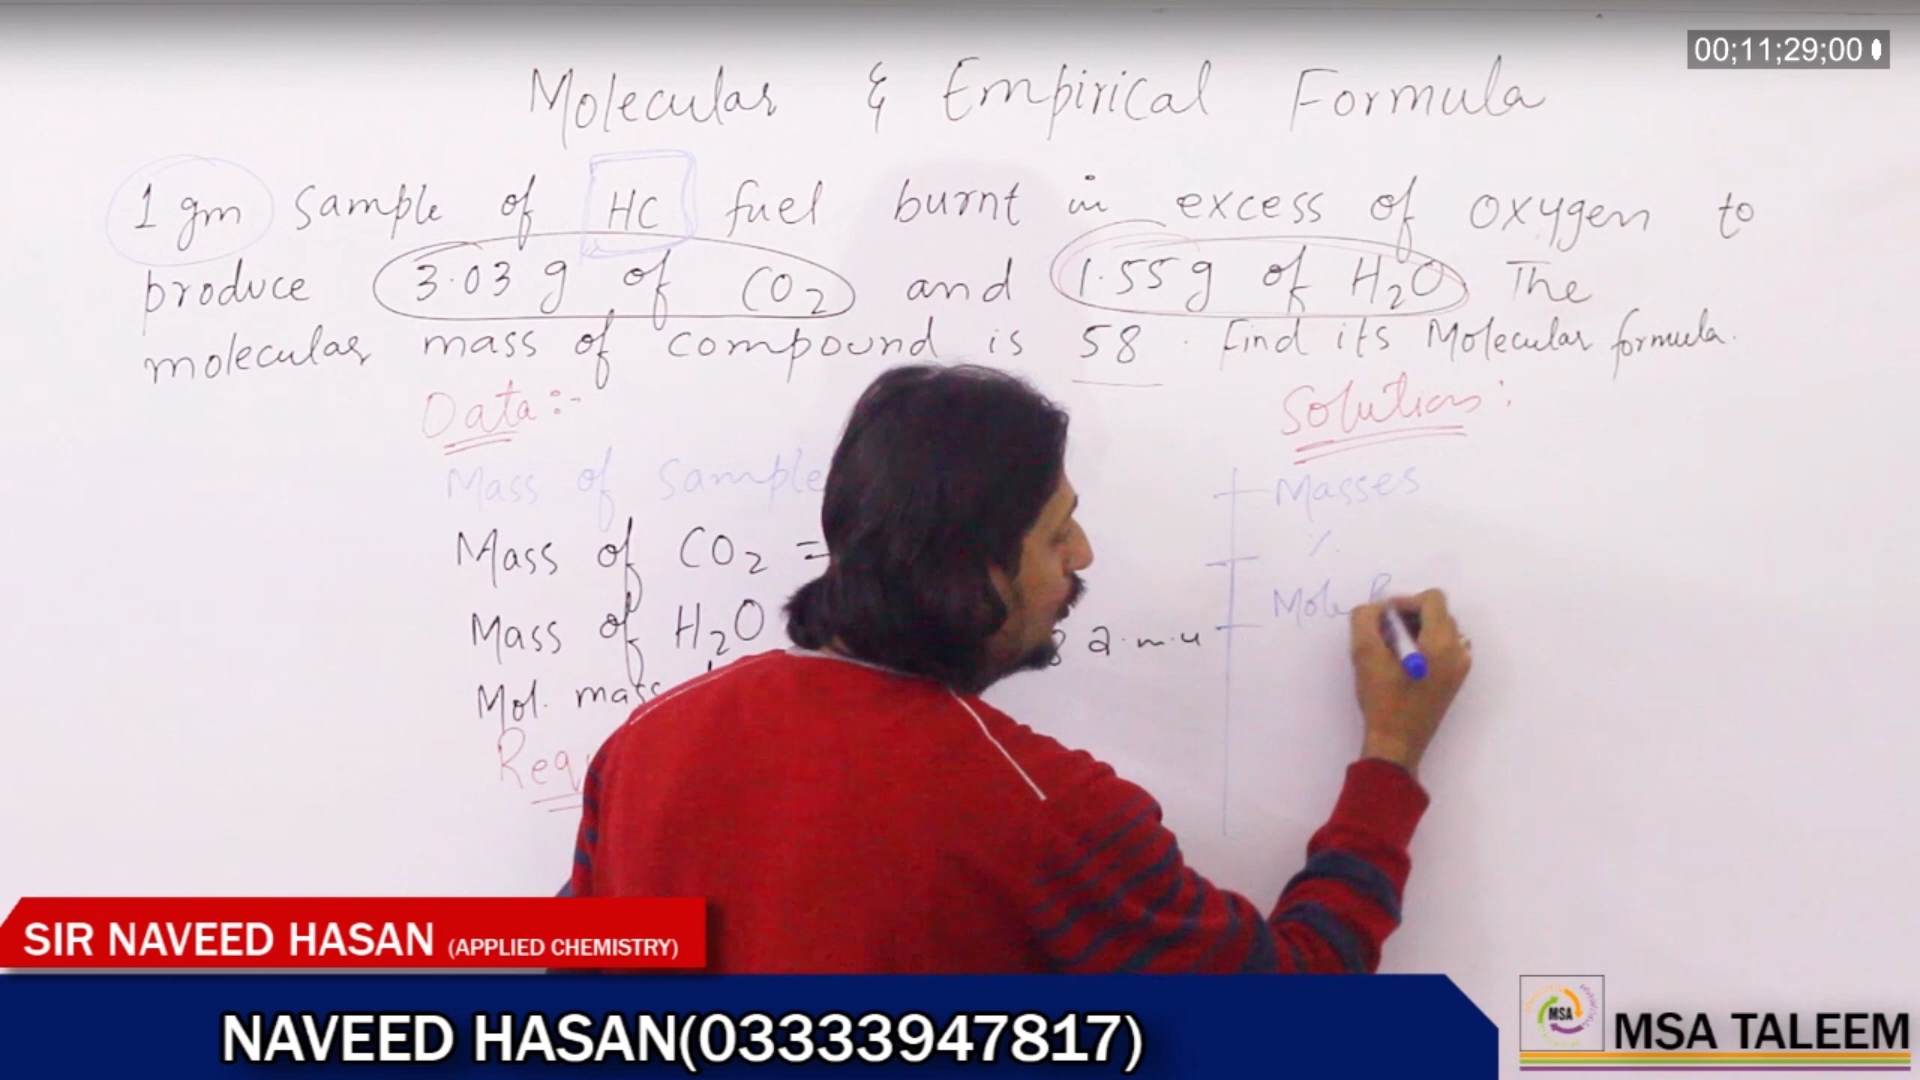 00;11;29;00
Molecular & Empirical Formula
1 gm sample of HC fuel burnt in excess of oxygen to
produce 3.03 g of CO2 and 1.55g of H2O The
molecular mass of compound is 58. Find its Molecular formula.
Data:-
Solution:
Mass of sample
Masses
Mass of CO2 =
%
Mass of H2O
Mole
a.m.u
Mol. mass
SIR NAVEED HASAN (APPLIED CHEMISTRY)
NAVEED HASAN(03333947817)
MSA
MSA TALEEM